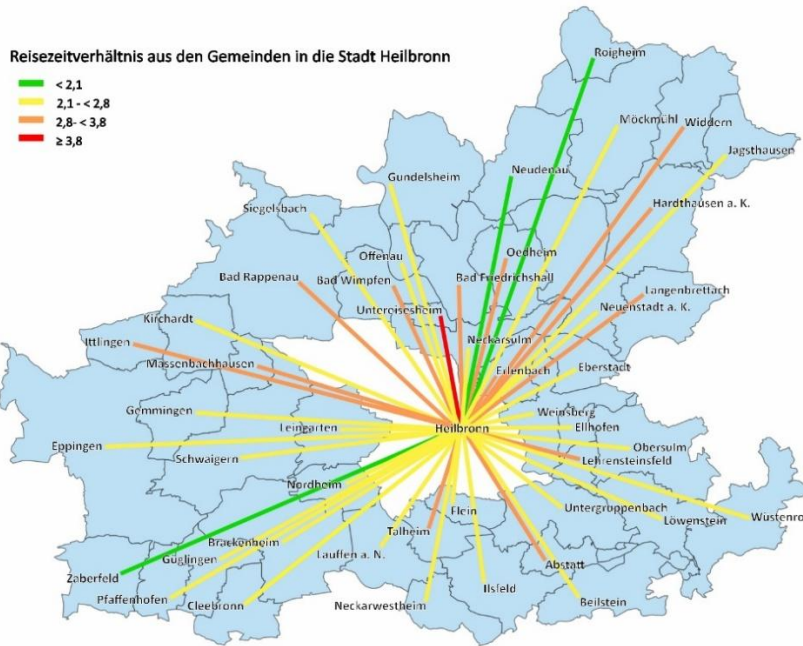 Reisezeitverhältnis aus den Gemeinden in die Stadt Heilbronn
< 2,1
2,1 - < 2,8
2,8- < 3,8
≥ 3,8
Roigheim
Möckmühl
Widdern
Jagsthausen
Gundelsheim
Neudenau
Siegelsbach
Hardthausen a. K.
Offenau
Oedheim
Bad Rappenau
Bad Wimpfen
Bad Friedrichshall
Langenbrettach
Untereisesheim
Neuenstadt a. K.
Kirchardt
Ittlingen
Neckarsulm
Massenbachhausen
Erlenbach
Eberstadt
Gemmingen
Weinsberg
Leingarten
Heilbronn
Ellhofen
Eppingen
Obersulm
Schwaigern
Lehrensteinsfeld
Nordheim
Untergruppenbach
Flein
Löwenstein
Wüstenro
Talheim
Brackenheim
Lauffen a. N.
Güglingen
Abstatt
Zaberfeld
Ilsfeld
Pfaffenhofen
Cleebronn
Neckarwestheim
Beilstein